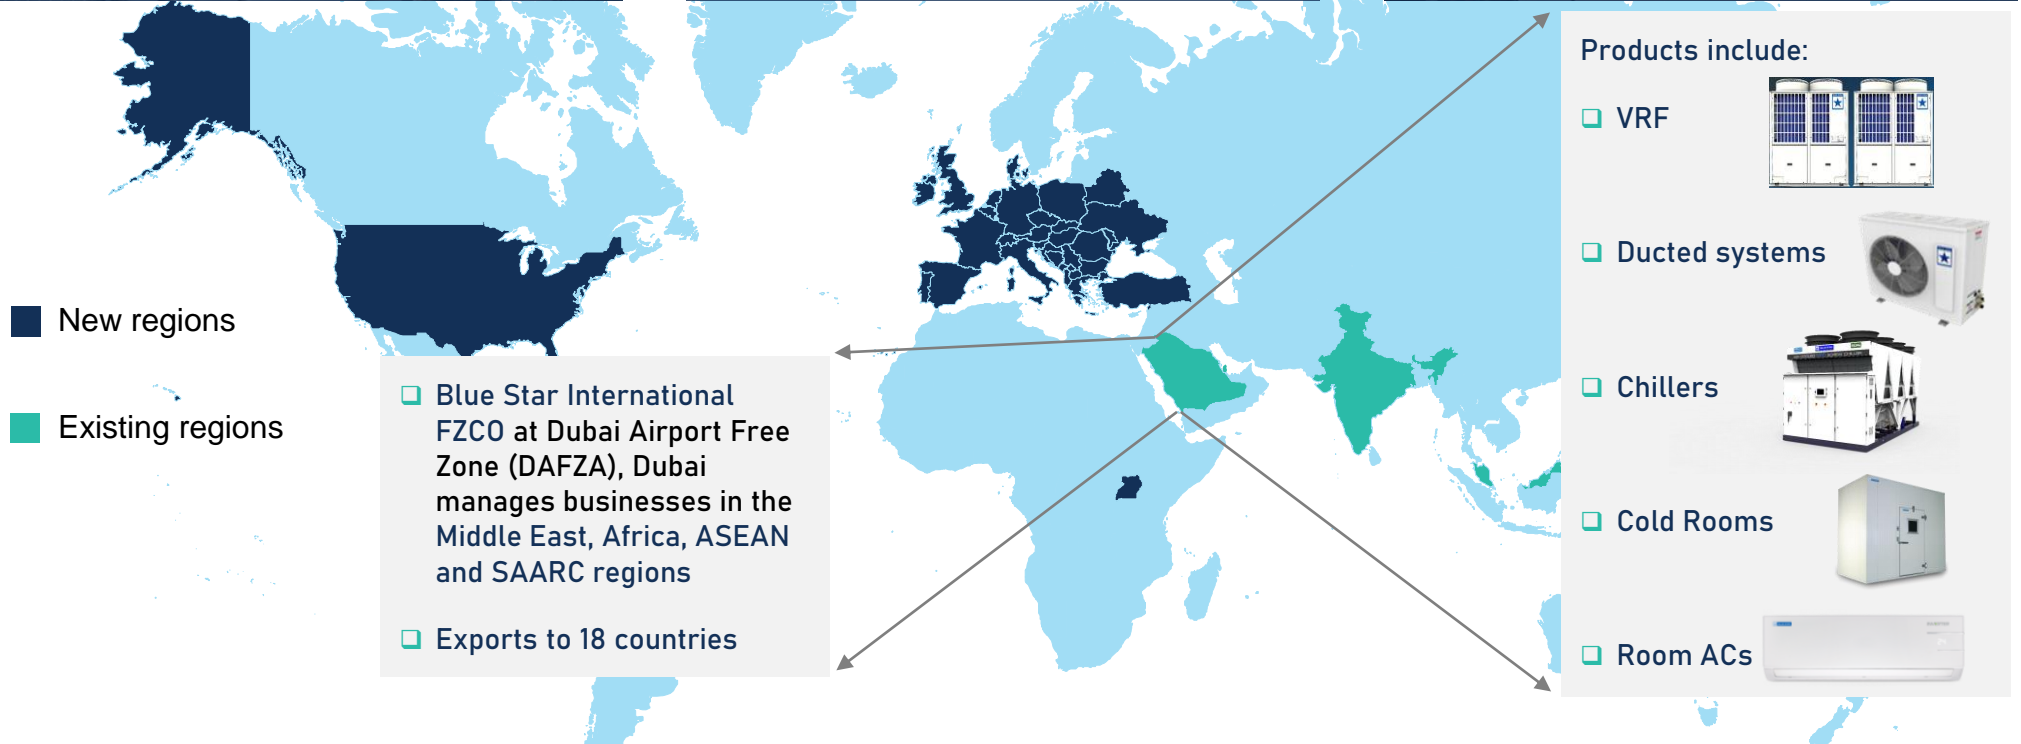 New regions
Existing regions
Blue Star International
FZCO at Dubai Airport Free
Zone (DAFZA), Dubai
manages businesses in the
Middle East, Africa, ASEAN
and SAARC regions
Exports to 18 countries
Products include:
VRF
Ducted systems
Chillers
Cold Rooms
Room ACs